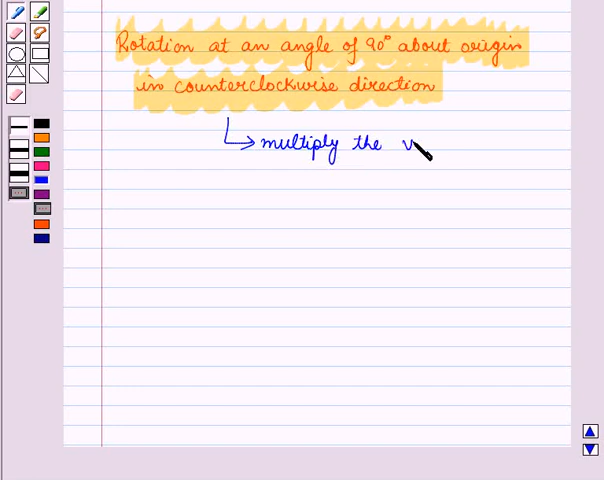 Rotation at an angle of 90° about origin
in counterclockwise direction
multiply the v